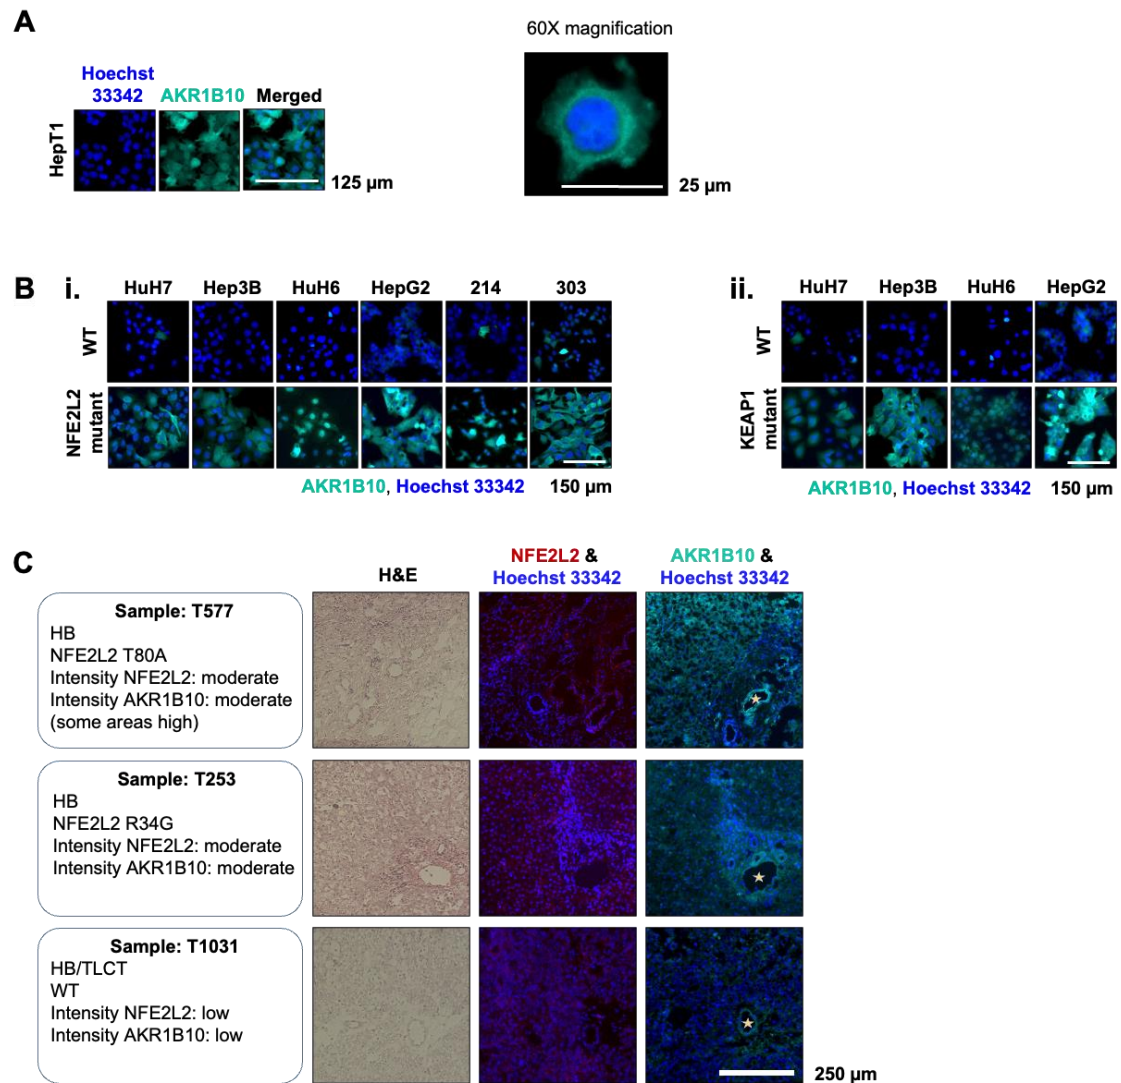 A
60X magnification
Hoechst
33342 AKR1B10 Merged
HepT1
125 µm
25 µm
B i.
HuH7 Hep3B HuH6 HepG2 214 303
WT
NFE2L2
mutant
AKR1B10, Hoechst 33342 150 µm
ii.
HuH7 Hep3B HuH6 HepG2
WT
KEAP1
mutant
AKR1B10, Hoechst 33342 150 µm
C
H&E
NFE2L2 &
Hoechst 33342
AKR1B10 &
Hoechst 33342
Sample: T577
HB
NFE2L2 T80A
Intensity NFE2L2: moderate
Intensity AKR1B10: moderate
(some areas high)
Sample: T253
HB
NFE2L2 R34G
Intensity NFE2L2: moderate
Intensity AKR1B10: moderate
Sample: T1031
HB/TLCT
WT
Intensity NFE2L2: low
Intensity AKR1B10: low
250 µm